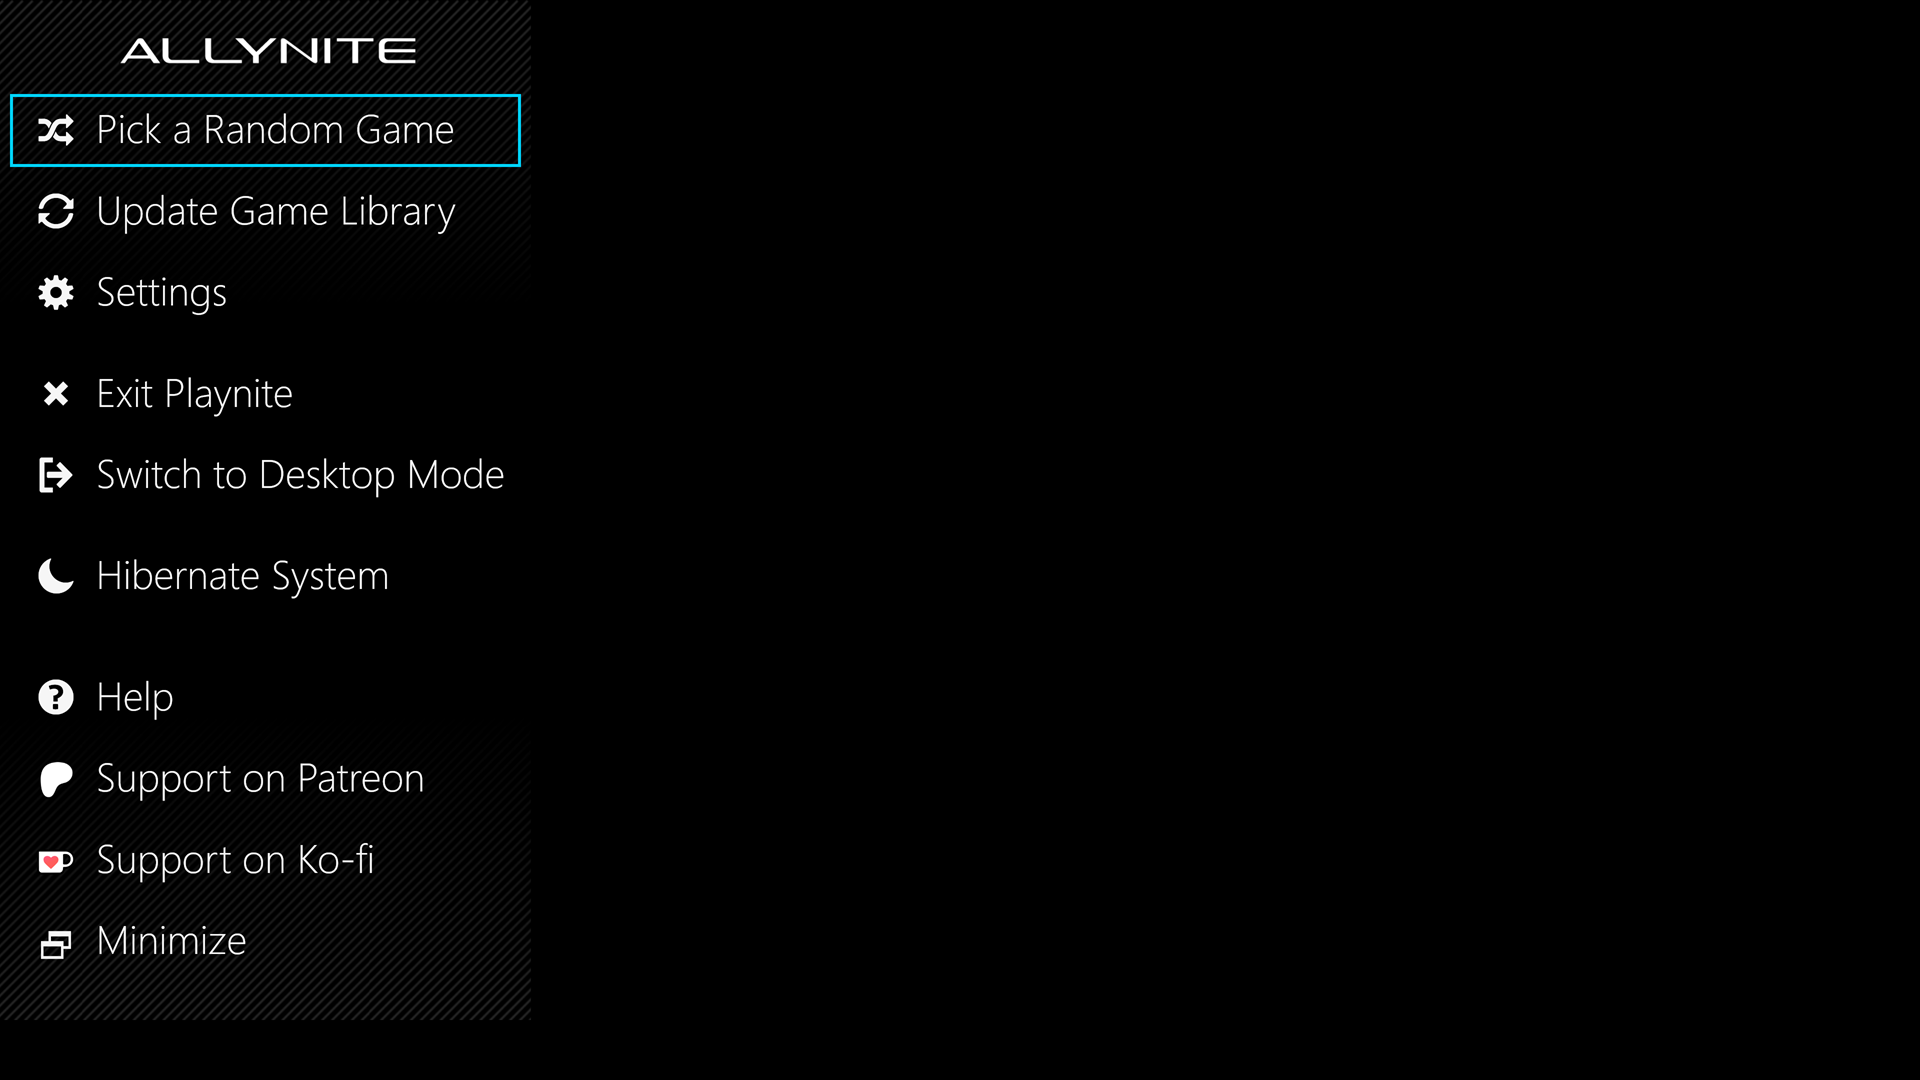 ALLYNITE
Pick a Random Game
Update Game Library
Settings
Exit Playnite
Switch to Desktop Mode
Hibernate System
Help
Support on Patreon
Support on Ko-fi
Minimize